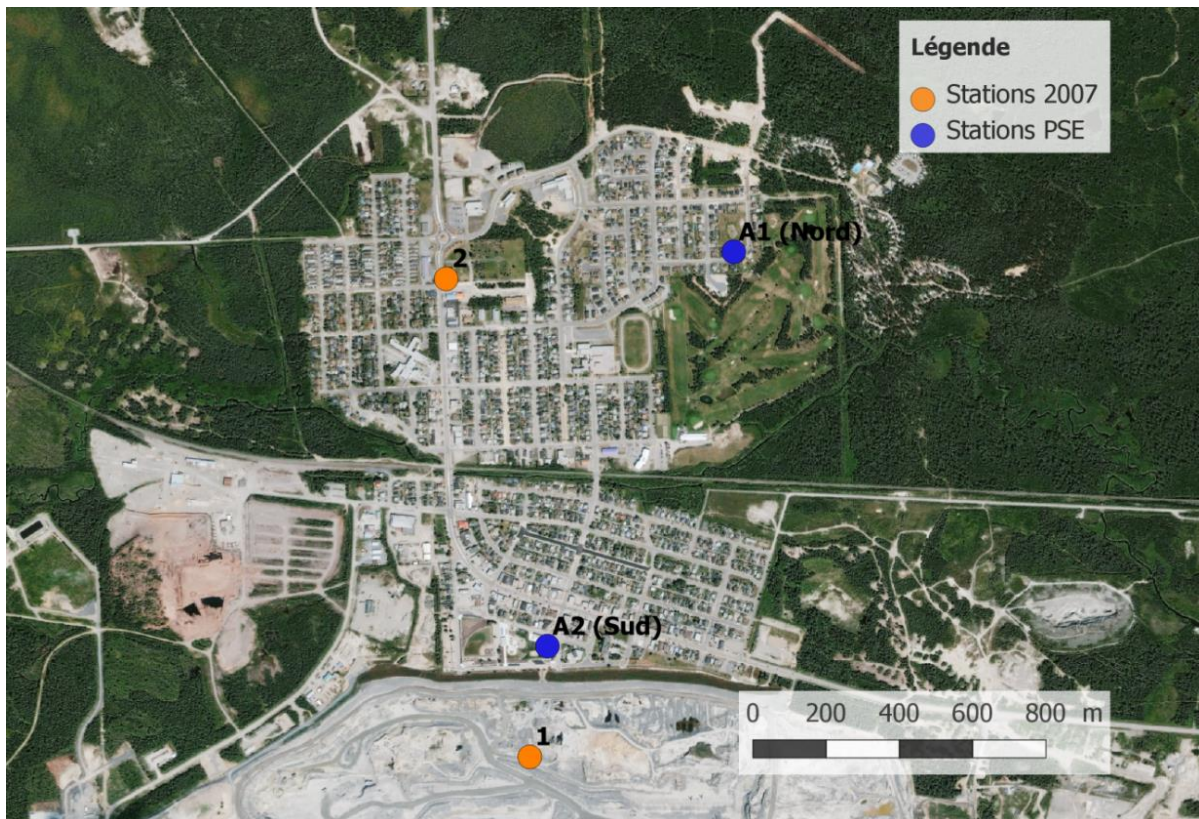 Légende
Stations 2007
Stations PSE
A1 (Nord)
2
A2 (Sud)
0 200 400 600 800 m
1